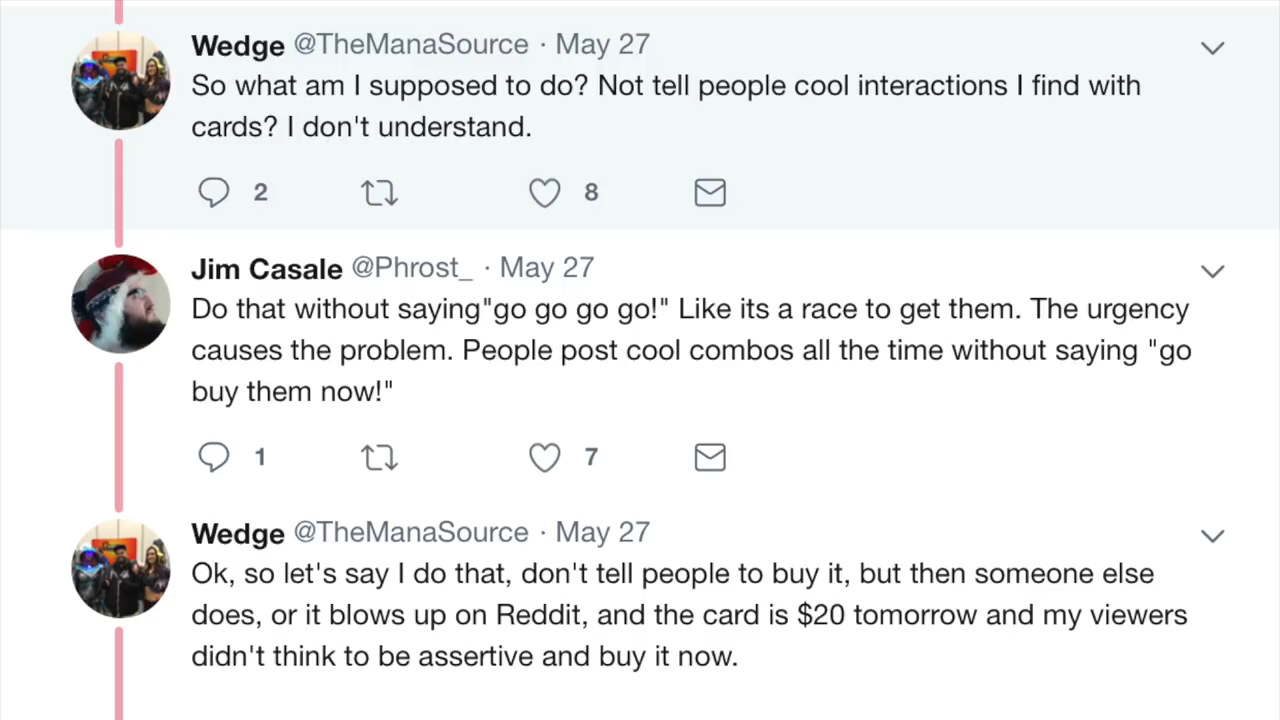 Wedge @TheManaSource · May 27
So what am I supposed to do? Not tell people cool interactions I find with
cards? I don't understand.
2 8
Jim Casale @Phrost_ · May 27
Do that without saying"go go go go!" Like its a race to get them. The urgency
causes the problem. People post cool combos all the time without saying "go
buy them now!"
1 7
Wedge @TheManaSource · May 27
Ok, so let's say I do that, don't tell people to buy it, but then someone else
does, or it blows up on Reddit, and the card is $20 tomorrow and my viewers
didn't think to be assertive and buy it now.